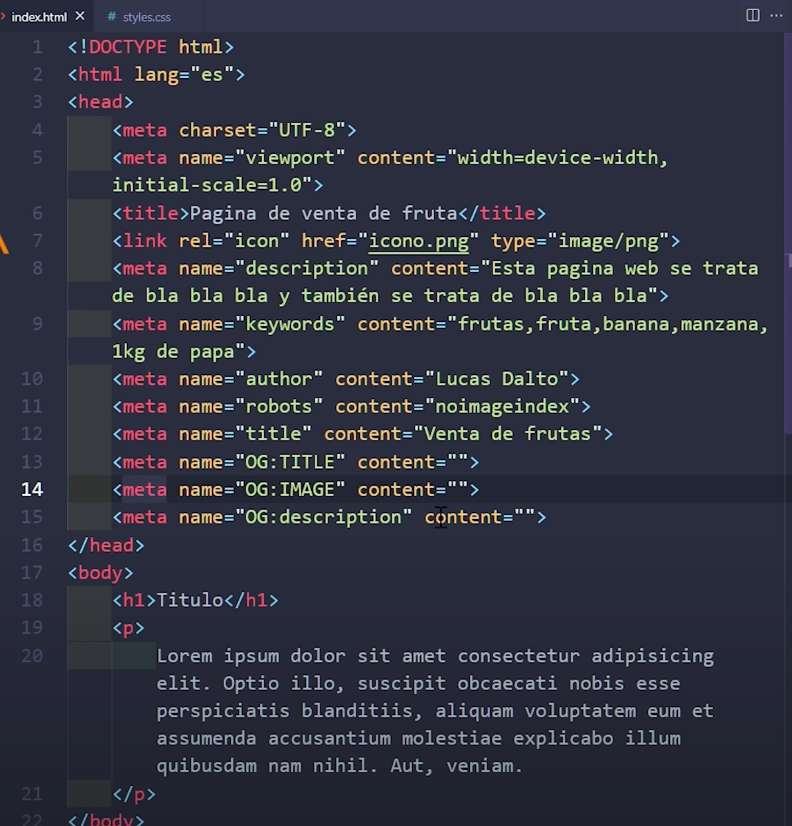 index.html × # styles.css
1 <!DOCTYPE html>
2 <html lang="es">
3 <head>
4 <meta charset="UTF-8">
5 <meta name="viewport" content="width=device-width,
initial-scale=1.0">
6 <title>Pagina de venta de fruta</title>
7 <link rel="icon" href="icono.png" type="image/png">
8 <meta name="description" content="Esta pagina web se trata
de bla bla bla y también se trata de bla bla bla">
9 <meta name="keywords" content="frutas,fruta,banana,manzana,
1kg de papa">
10 <meta name="author" content="Lucas Dalto">
11 <meta name="robots" content="noimageindex">
12 <meta name="title" content="Venta de frutas">
13 <meta name="OG:TITLE" content="">
14 <meta name="OG:IMAGE" content="">
15 <meta name="OG:description" content="">
16 </head>
17 <body>
18 <h1>Titulo</h1>
19 <p>
20 Lorem ipsum dolor sit amet consectetur adipisicing
elit. Optio illo, suscipit obcaecati nobis esse
perspiciatis blanditiis, aliquam voluptatem eum et
assumenda accusantium molestiae explicabo illum
quibusdam nam nihil. Aut, veniam.
21 </p>
22 </body>